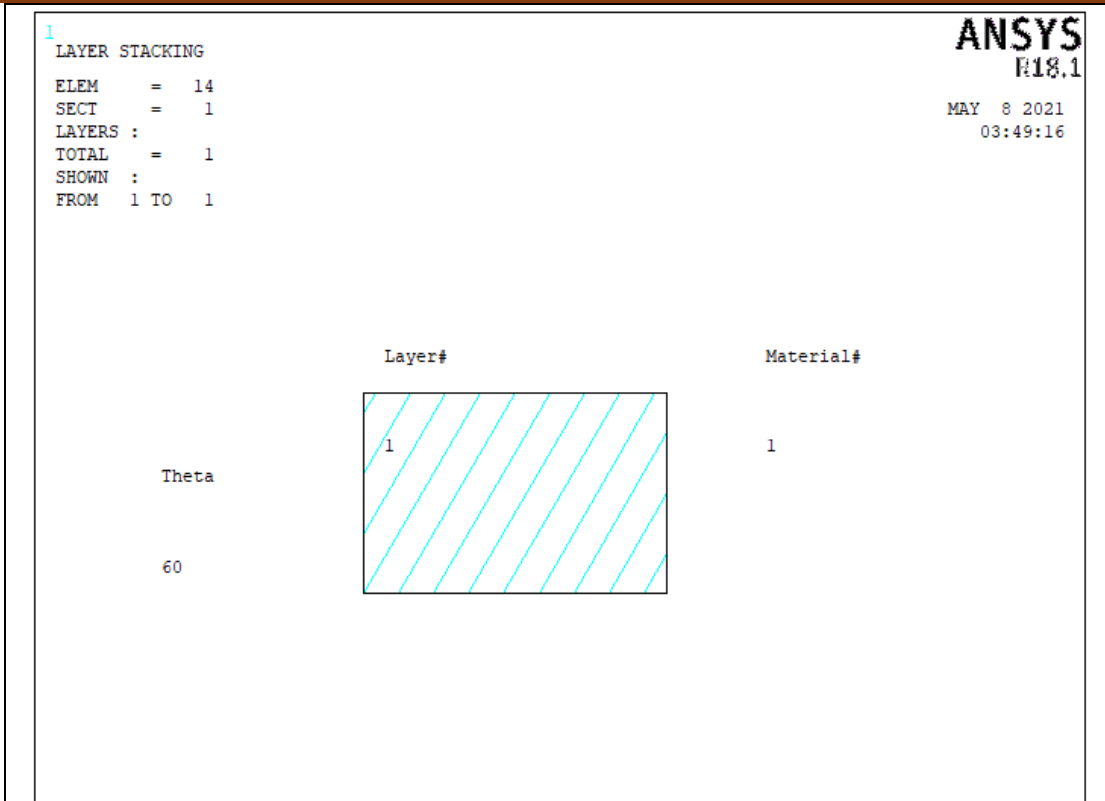 1
ANSYS
LAYER STACKING
R18.1
ELEM = 14
SECT = 1
MAY 8 2021
LAYERS :
03:49:16
TOTAL = 1
SHOWN :
FROM 1 TO 1
Layer# Material#
1 1
Theta
60